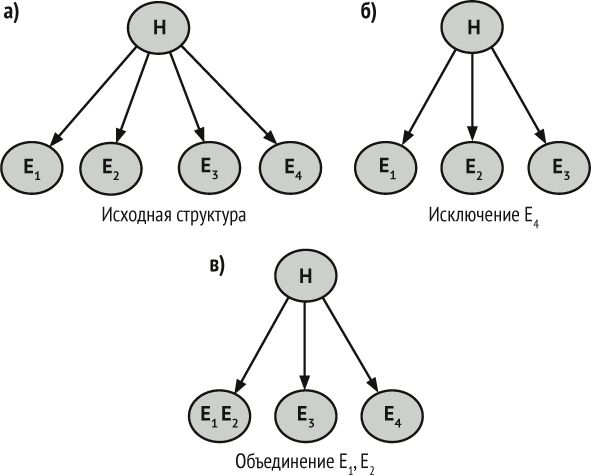 а)
H
E₁ E₂ E₃ E₄
Исходная структура
б)
H
E₁ E₂ E₃
Исключение E₄
в)
H
E₁ E₂ E₃ E₄
Объединение E₁, E₂